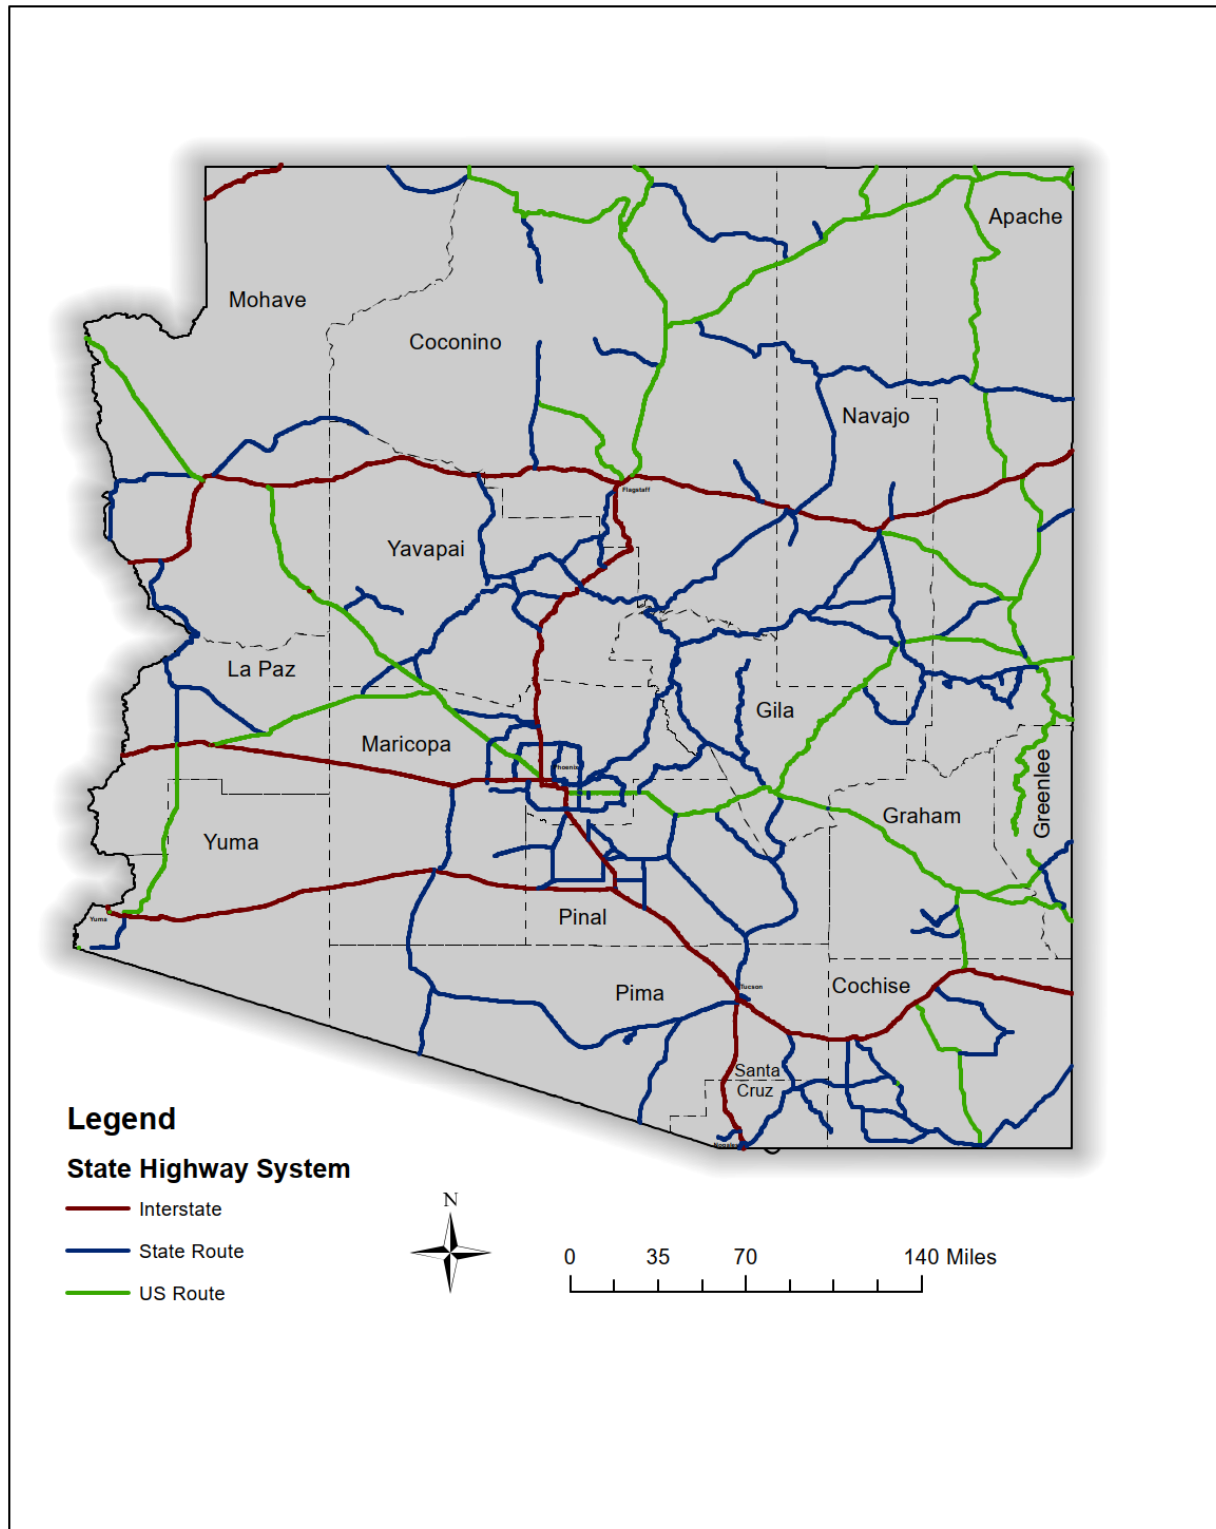 Apache
Mohave
Coconino
Navajo
Flagstaff
Yavapai
La Paz
Gila
Maricopa
Phoenix
Greenlee
Graham
Yuma
Yuma
Pinal
Pima
Tucson
Cochise
Santa
Cruz
Nogales
Legend
State Highway System
Interstate
State Route
US Route
N
0 35 70 140 Miles